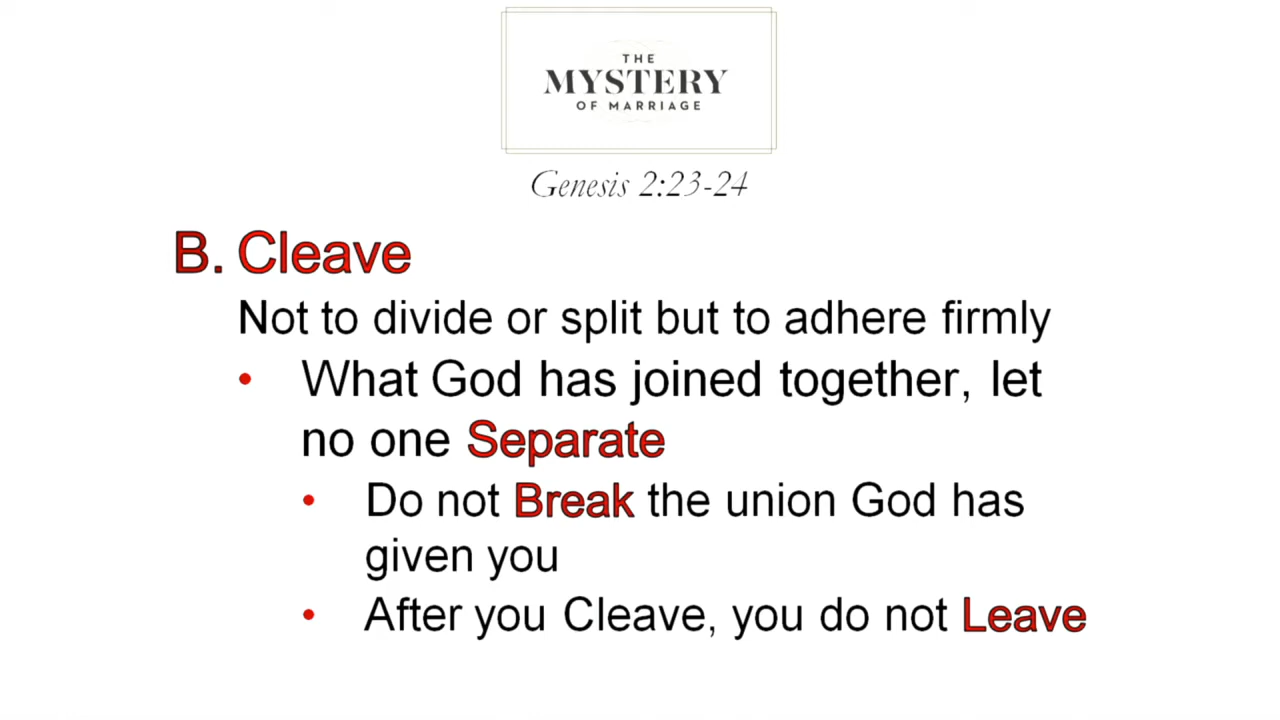 THE
MYSTERY
OF MARRIAGE
Genesis 2:23-24
B. Cleave
Not to divide or split but to adhere firmly
• What God has joined together, let
no one Separate
• Do not Break the union God has
given you
• After you Cleave, you do not Leave